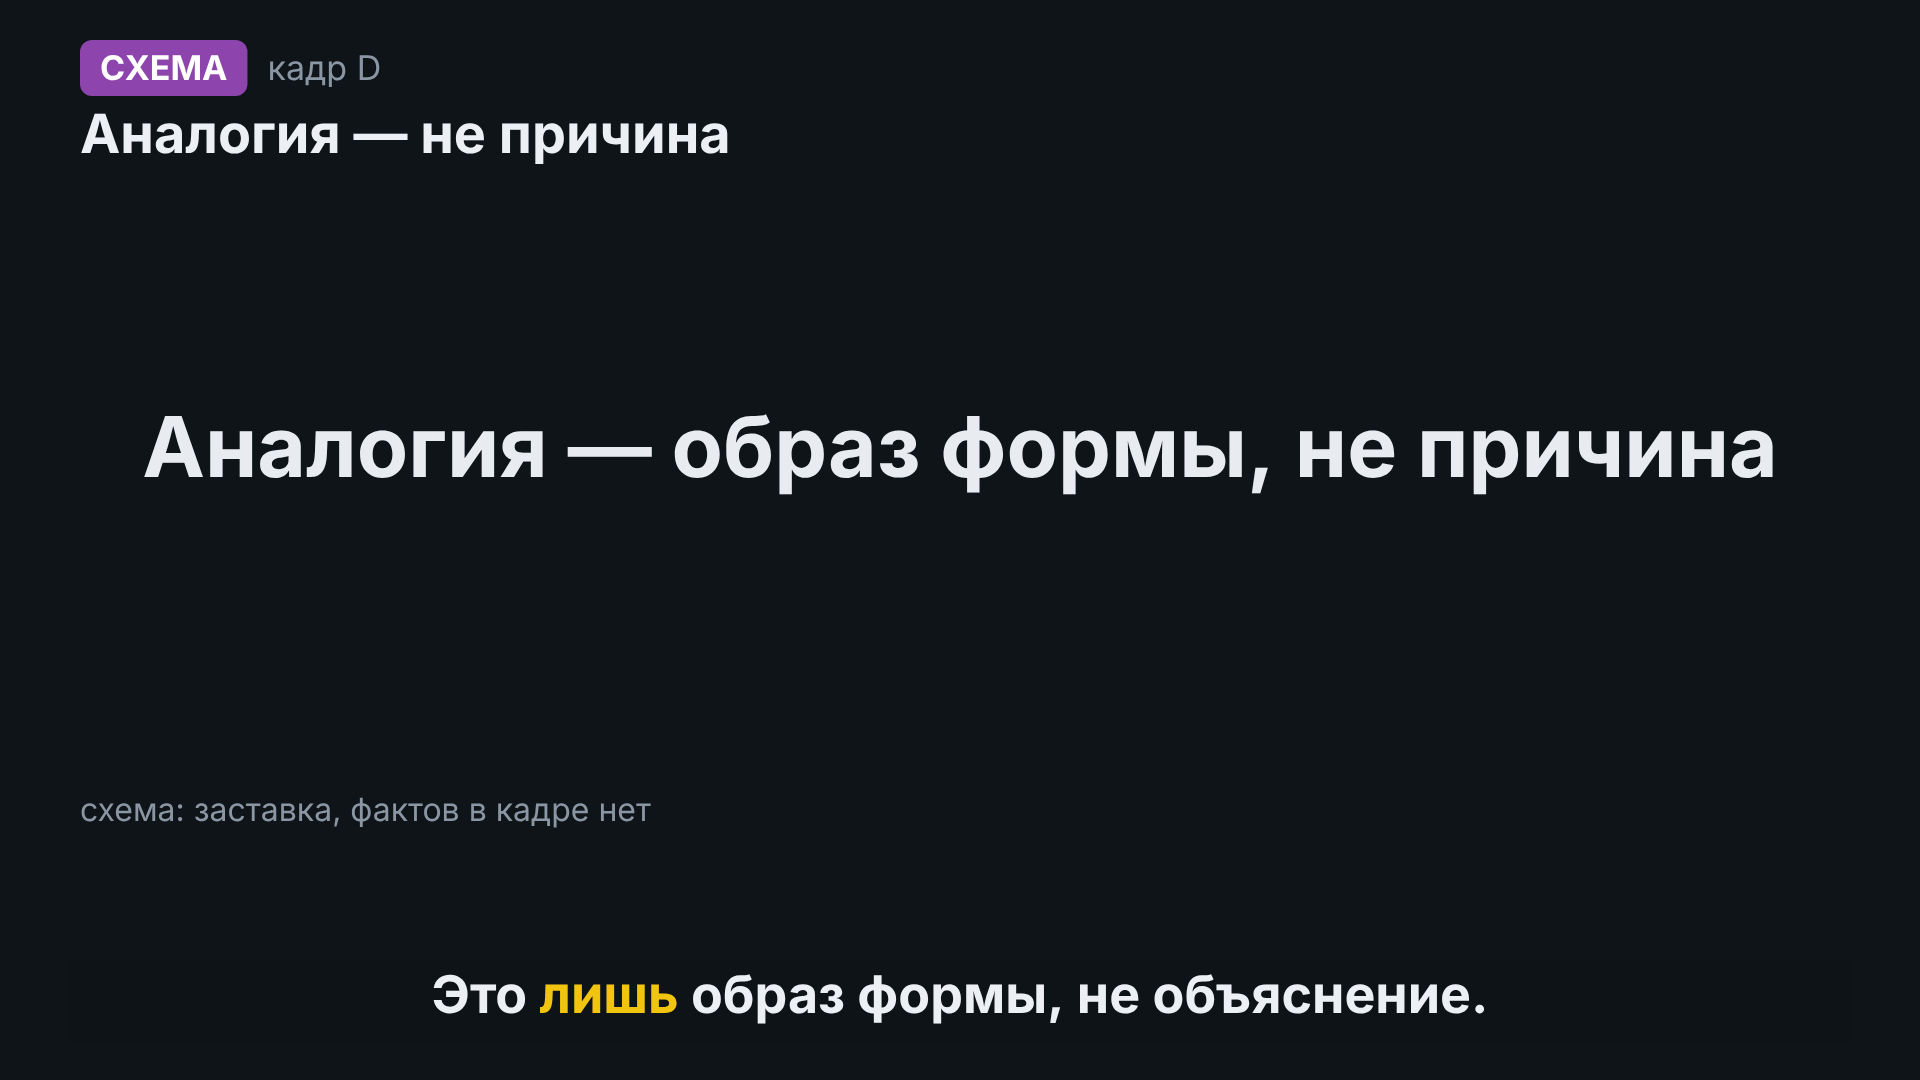 СХЕМА кадр D
Аналогия — не причина
Аналогия — образ формы, не причина
схема: заставка, фактов в кадре нет
Это лишь образ формы, не объяснение.